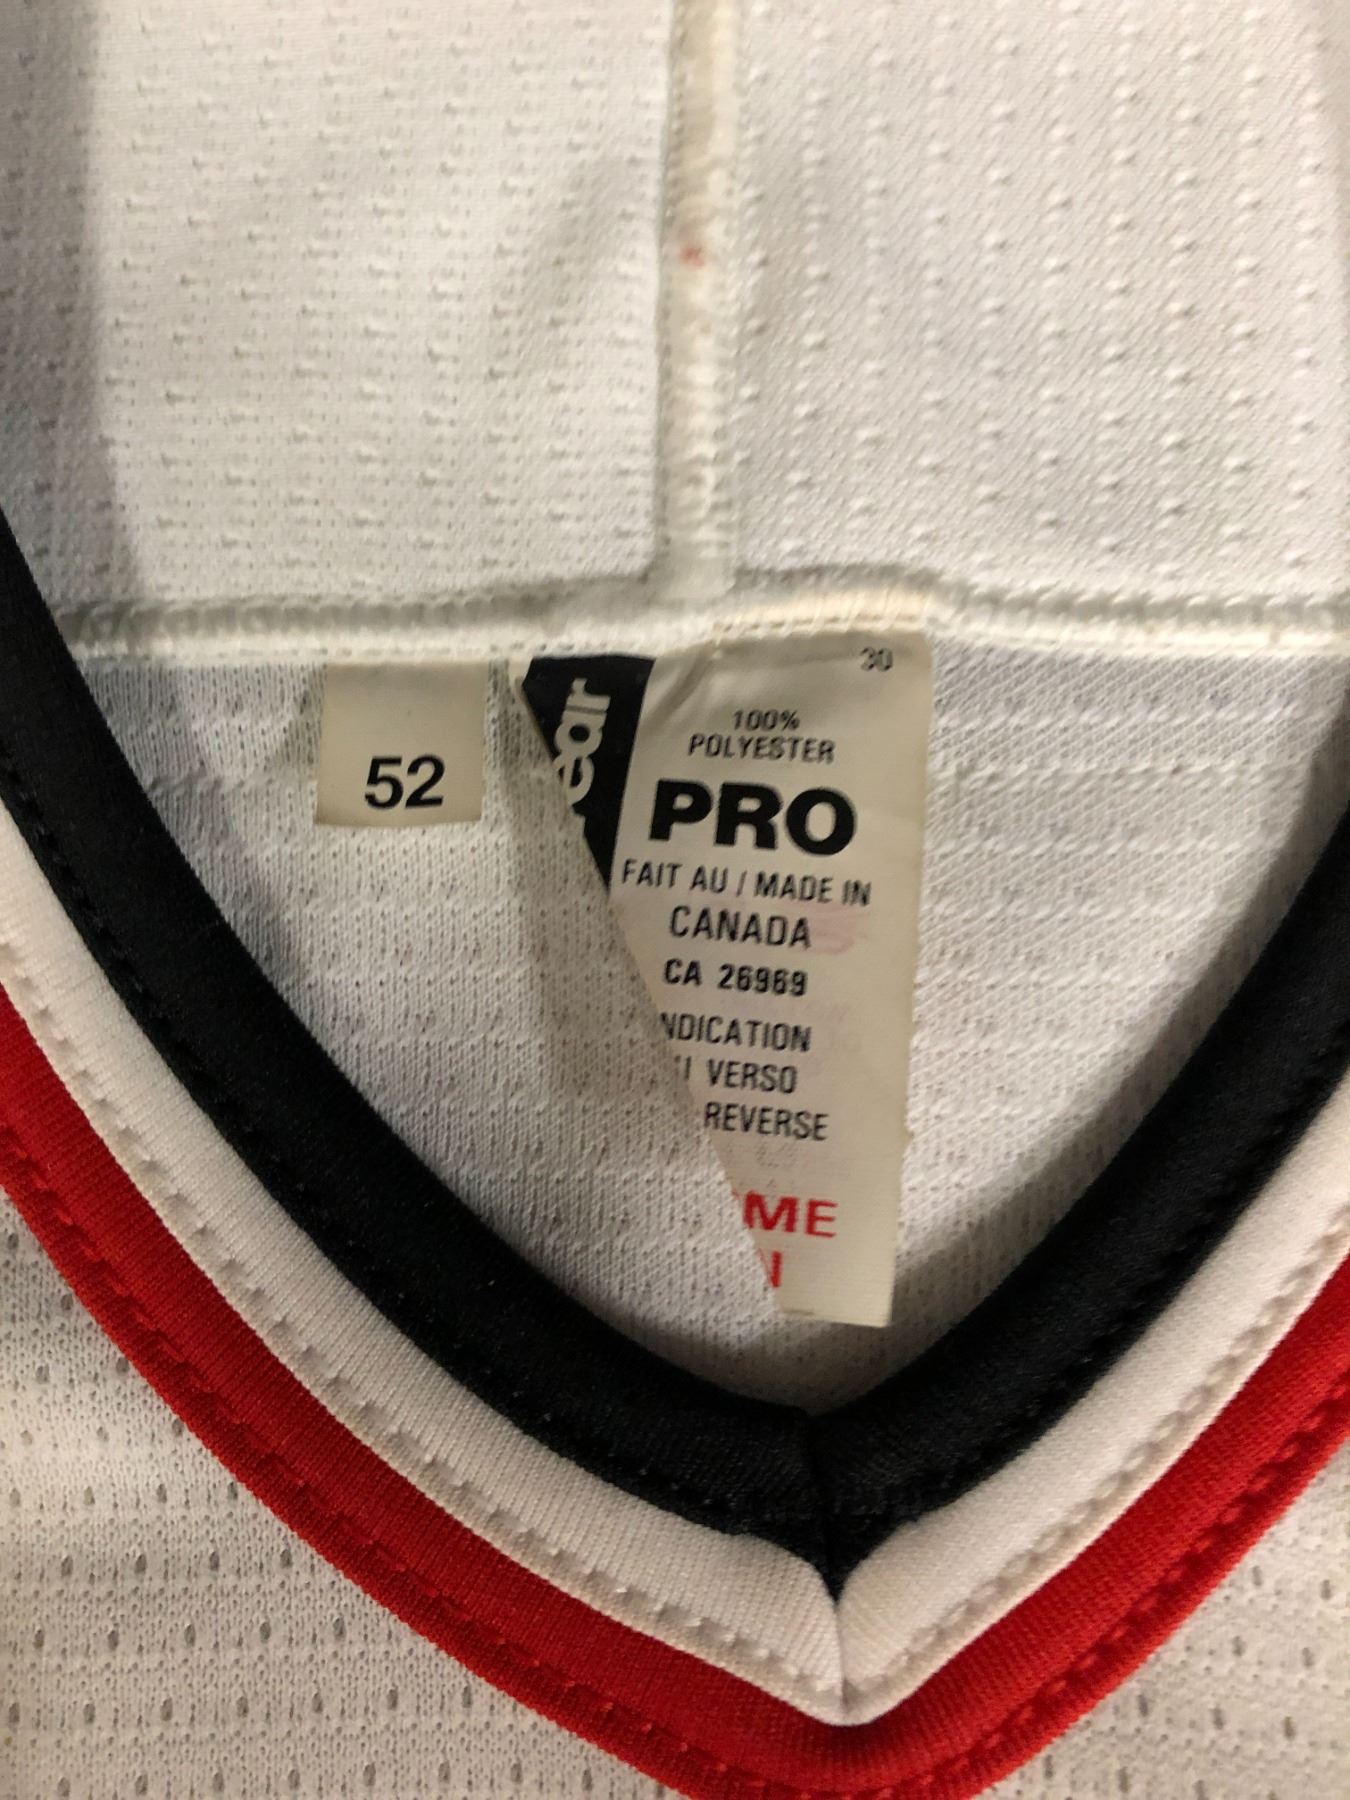 52
ear
30
100%
POLYESTER
PRO
FAIT AU / MADE IN
CANADA
CA 26969
NDICATION
VERSO
REVERSE
ME